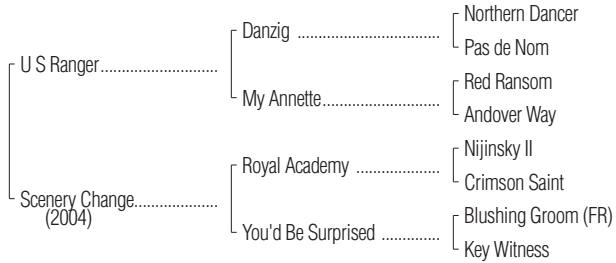 Northern Dancer
Danzig ................................
Pas de Nom
U S Ranger..........................
Red Ransom
My Annette..........................
Andover Way
Nijinsky II
Royal Academy ..................
Crimson Saint
Scenery Change..................
(2004)
Blushing Groom (FR)
You'd Be Surprised .............
Key Witness